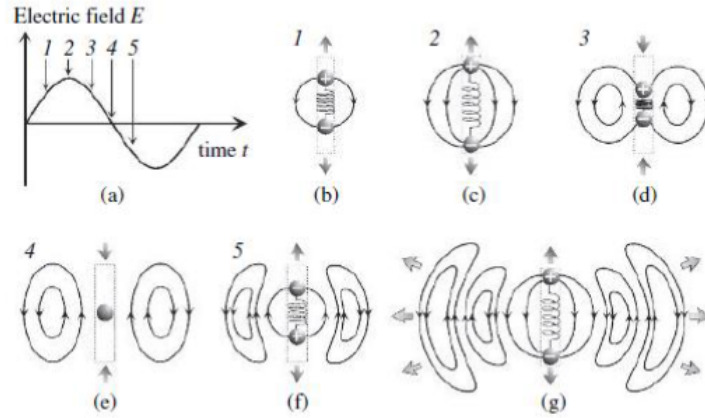 Electric field E
1 2 3 4 5
time t
(a)
1
+
−
(b)
2
+
−
(c)
3
+
−
(d)
4
(e)
5
−
+
(f)
+
−
(g)